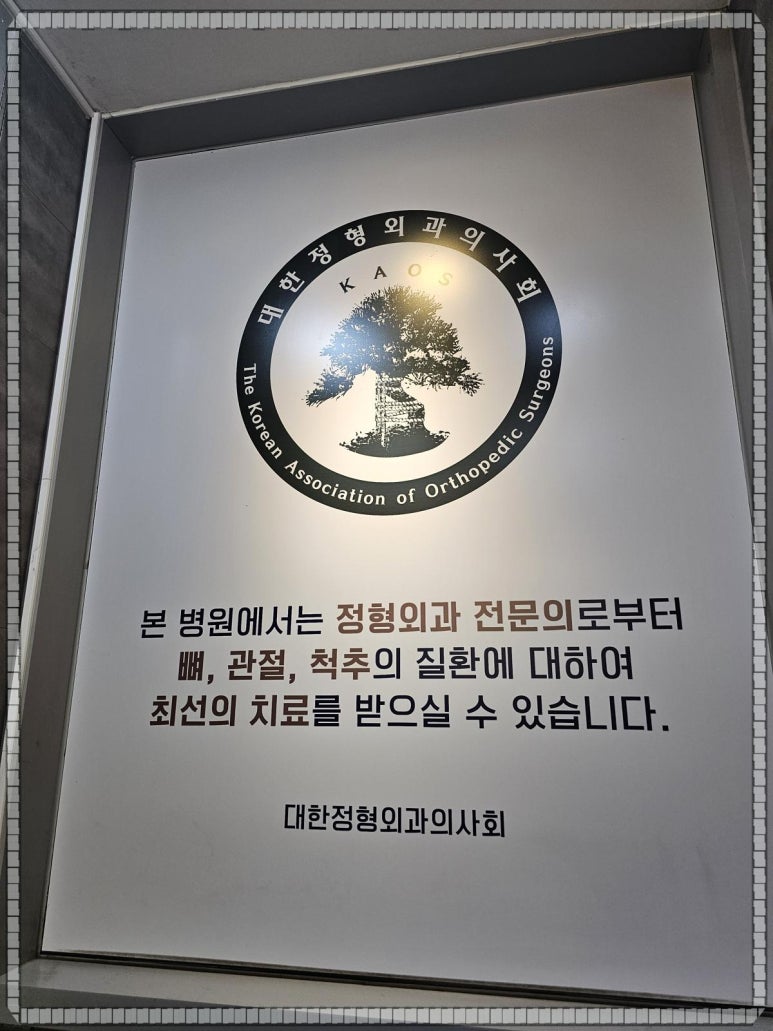 대한정형외과의사회
KAOS
The Korean Association of Orthopedic Surgeons
본 병원에서는 정형외과 전문의로부터
뼈, 관절, 척추의 질환에 대하여
최선의 치료를 받으실 수 있습니다.
대한정형외과의사회